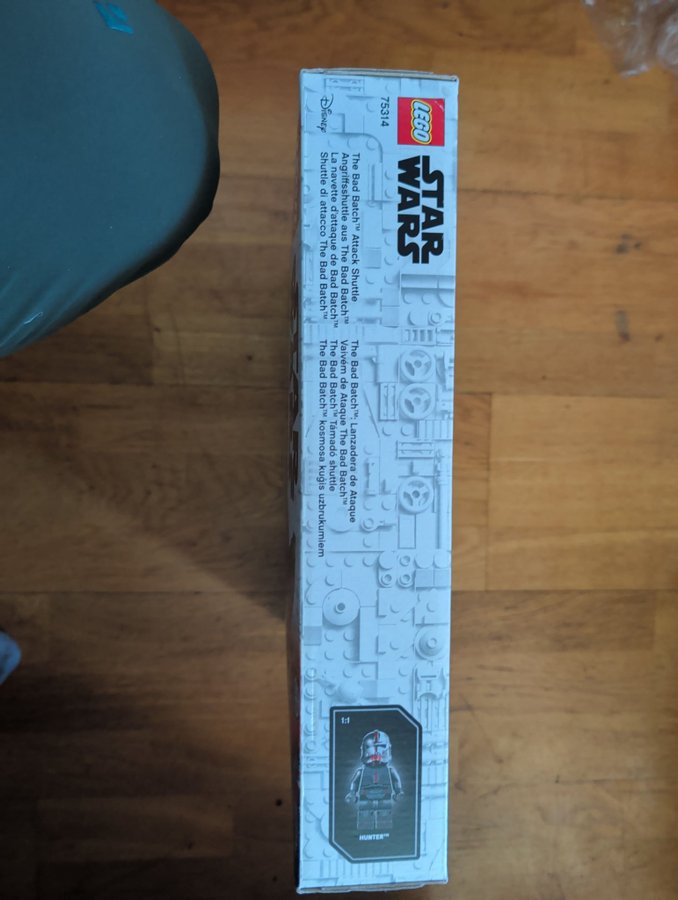 LEGO
STAR
WARS
75314
Disney
The Bad Batch™ Attack Shuttle
Angriffsshuttle aus The Bad Batch™
La navette d'attaque de Bad Batch™
Shuttle di attacco The Bad Batch™
The Bad Batch™: Lanzadera de Ataque
Vaivém de Ataque The Bad Batch™
The Bad Batch™ Támadó shuttle
The Bad Batch™ kosmosa kuģis uzbrukumiem
1:1
HUNTER™